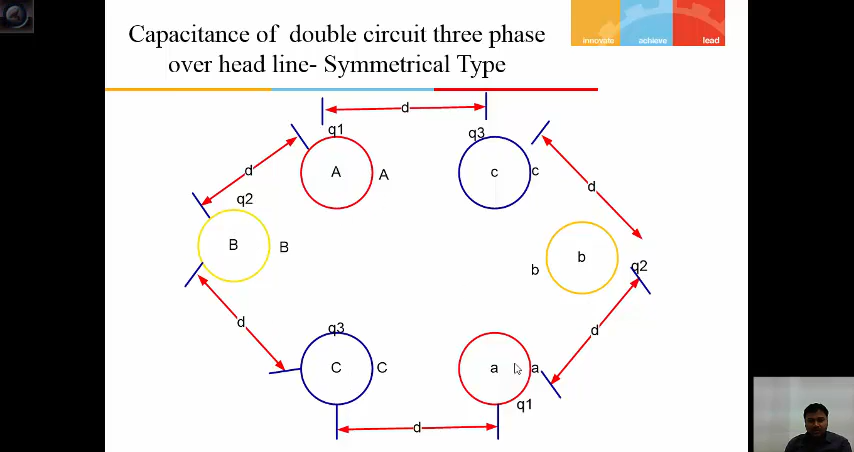 Capacitance of double circuit three phase
over head line- Symmetrical Type
innovate achieve lead
d
q1
q3
A
A
c
c
d
d
q2
B
B
b
b
q2
d
d
q3
C
C
a
a
q1
d